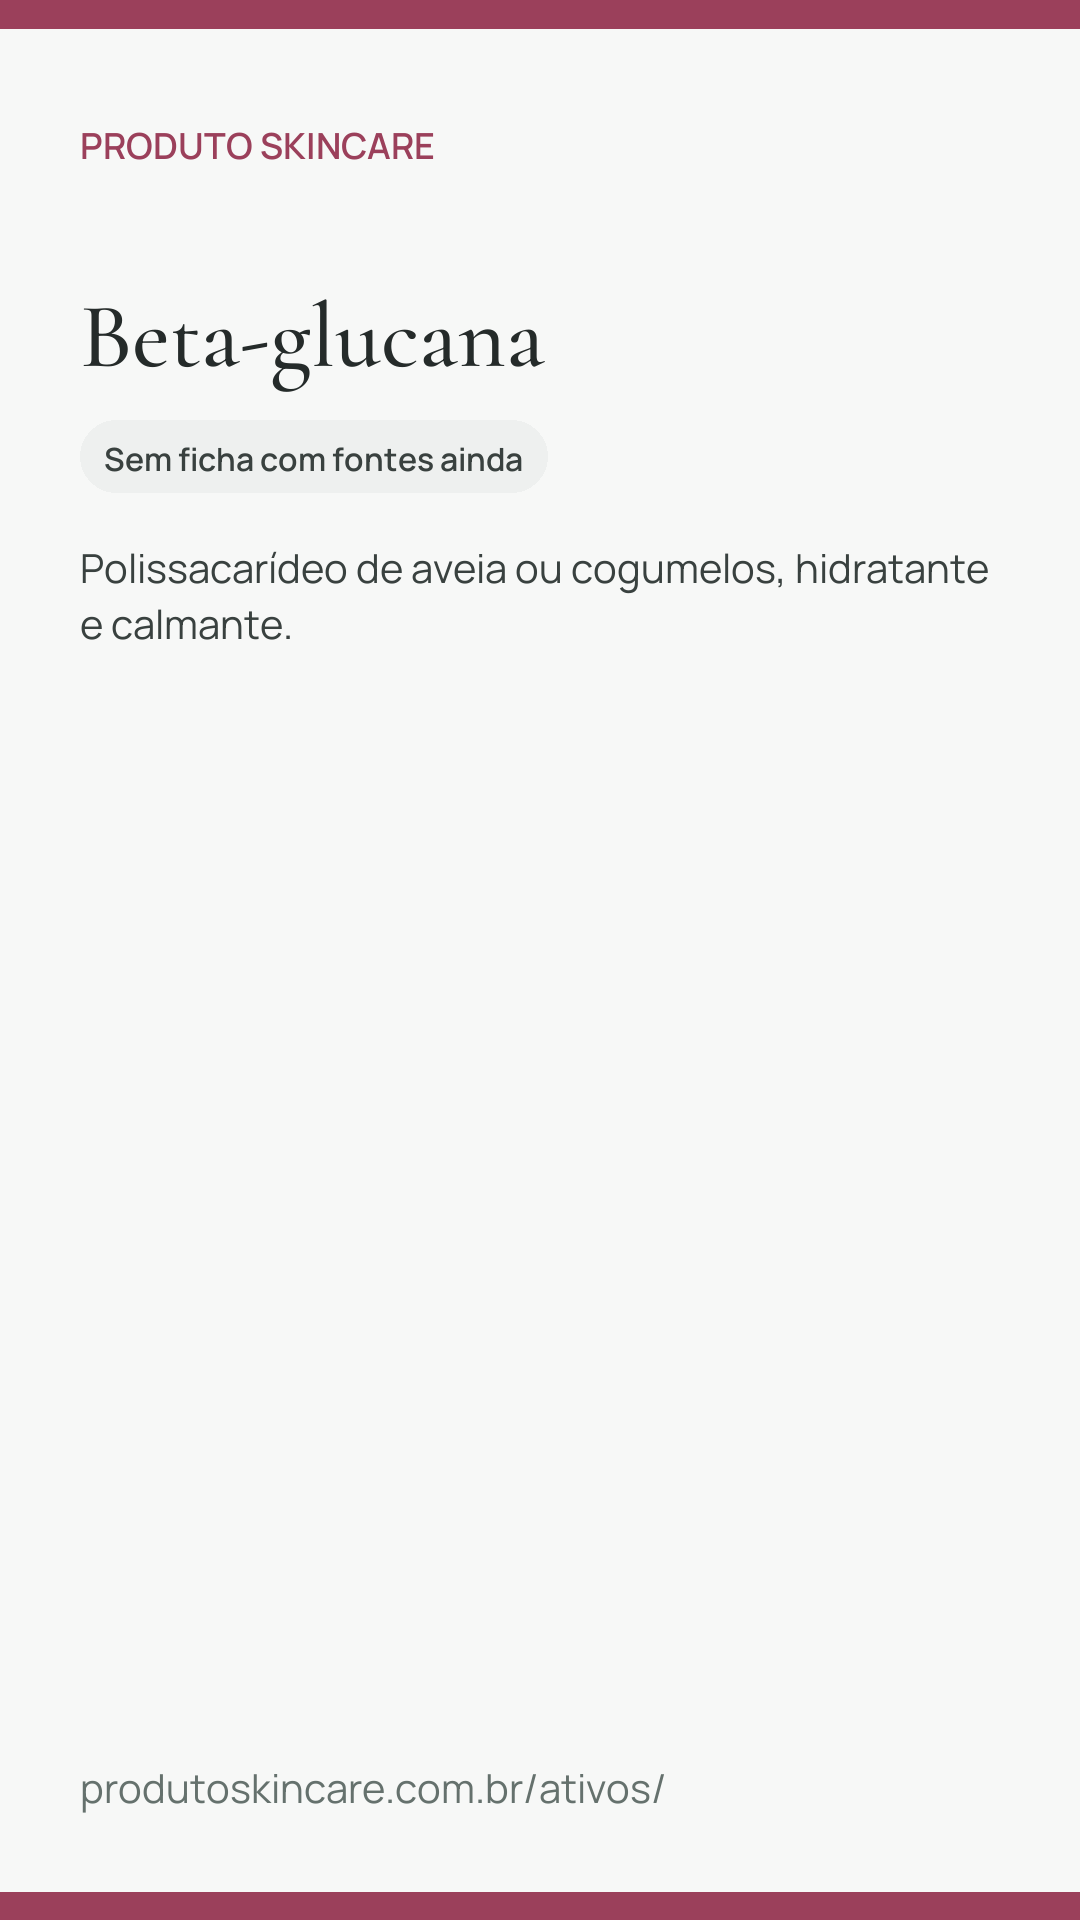 PRODUTO SKINCARE
Beta-glucana
Sem ficha com fontes ainda
Polissacarídeo de aveia ou cogumelos, hidratante
e calmante.
produtoskincare.com.br/ativos/